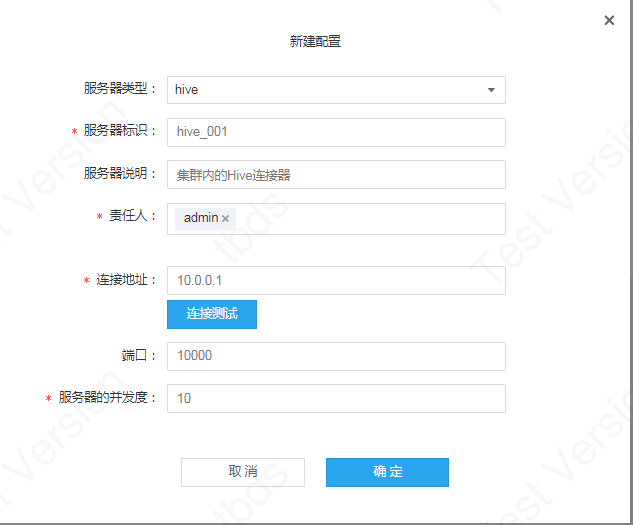 新建配置
服务器类型： hive
* 服务器标识： hive_001
服务器说明： 集群内的Hive连接器
* 责任人： admin ×
* 连接地址： 10.0.0.1
连接测试
端口： 10000
* 服务器的并发度： 10
取 消 确 定
Test Version
tbds
Test Version
Test Version
tbds
Test Version